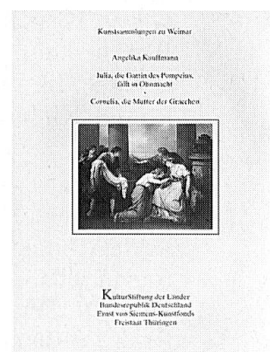 Kunstsammlungen zu Weimar
Angelika Kauffmann
Julia, die Gattin des Pompeius,
fällt in Ohnmacht
•
Cornelia, die Mutter der Gracchen
KulturStiftung der Länder
Bundesrepublik Deutschland
Ernst von Siemens-Kunstfonds
Freistaat Thüringen